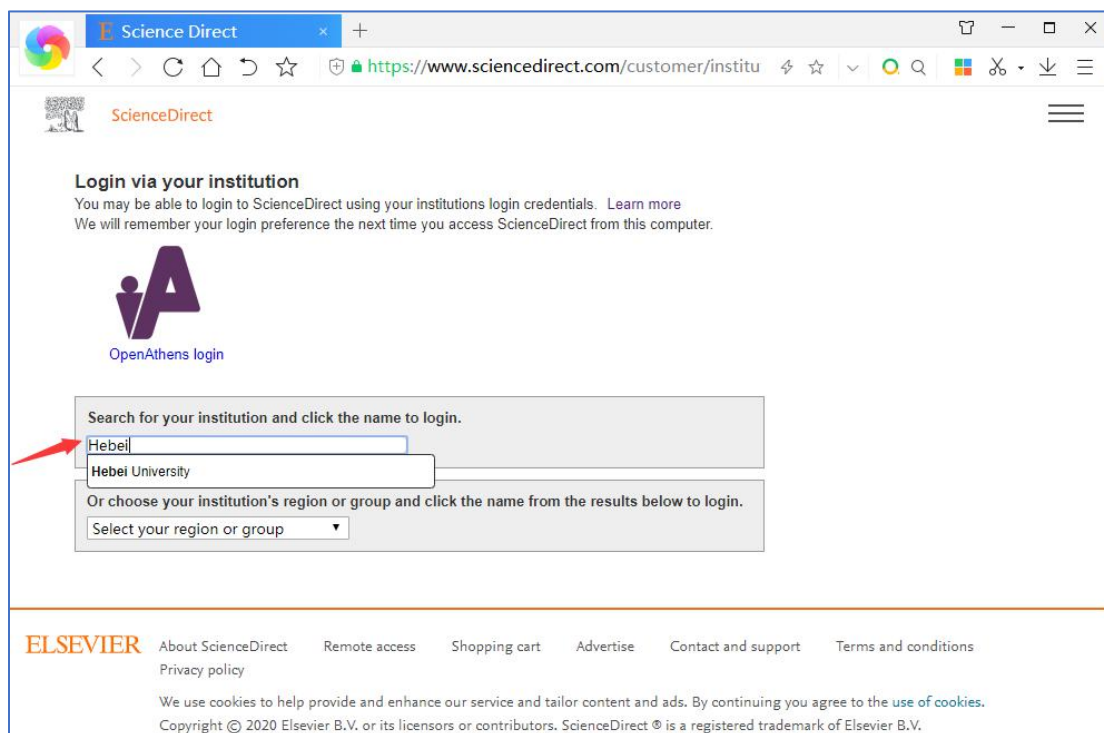 Science Direct
https://www.sciencedirect.com/customer/institu
ScienceDirect
Login via your institution
You may be able to login to ScienceDirect using your institutions login credentials. Learn more
We will remember your login preference the next time you access ScienceDirect from this computer.
OpenAthens login
Search for your institution and click the name to login.
Hebei
Hebei University
Or choose your institution's region or group and click the name from the results below to login.
Select your region or group
ELSEVIER About ScienceDirect Remote access Shopping cart Advertise Contact and support Terms and conditions
Privacy policy
We use cookies to help provide and enhance our service and tailor content and ads. By continuing you agree to the use of cookies.
Copyright © 2020 Elsevier B.V. or its licensors or contributors. ScienceDirect ® is a registered trademark of Elsevier B.V.